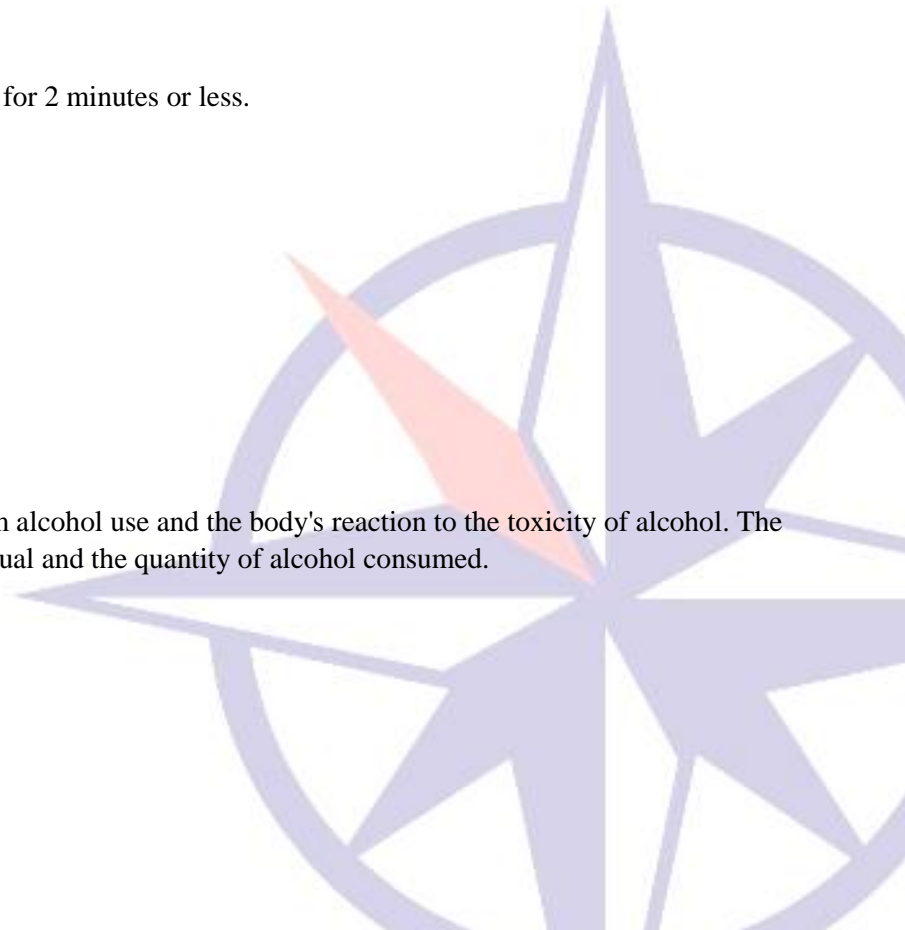 for 2 minutes or less.
alcohol use and the body's reaction to the toxicity of alcohol. The
and the quantity of alcohol consumed.